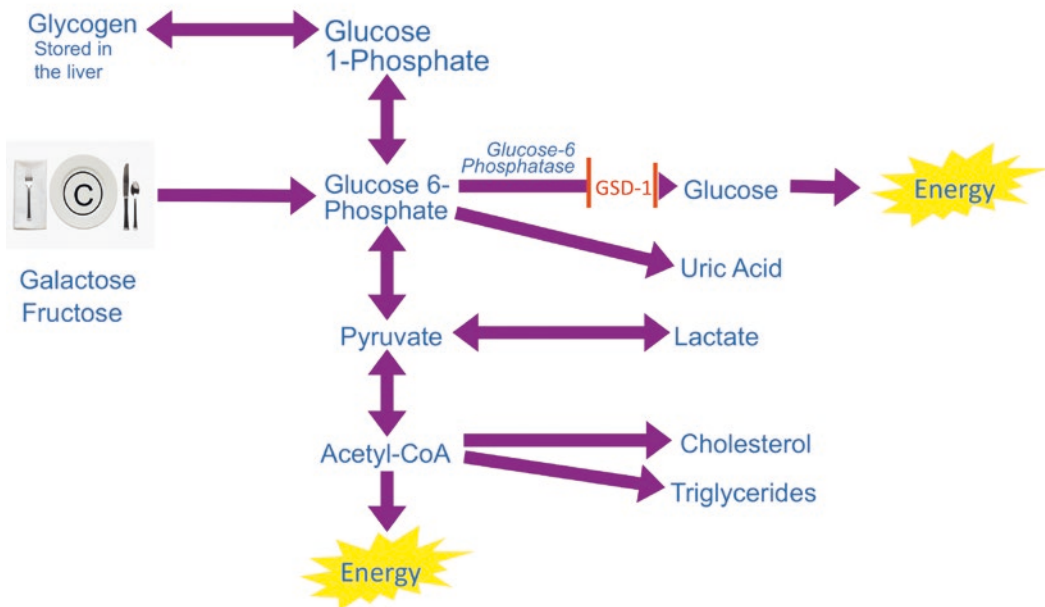 Glycogen
Stored in
the liver
Glucose
1-Phosphate
Glucose-6
Phosphatase
C
Galactose
Fructose
Glucose 6-
Phosphate
GSD-1
Glucose
Energy
Uric Acid
Pyruvate
Lactate
Acetyl-CoA
Cholesterol
Triglycerides
Energy